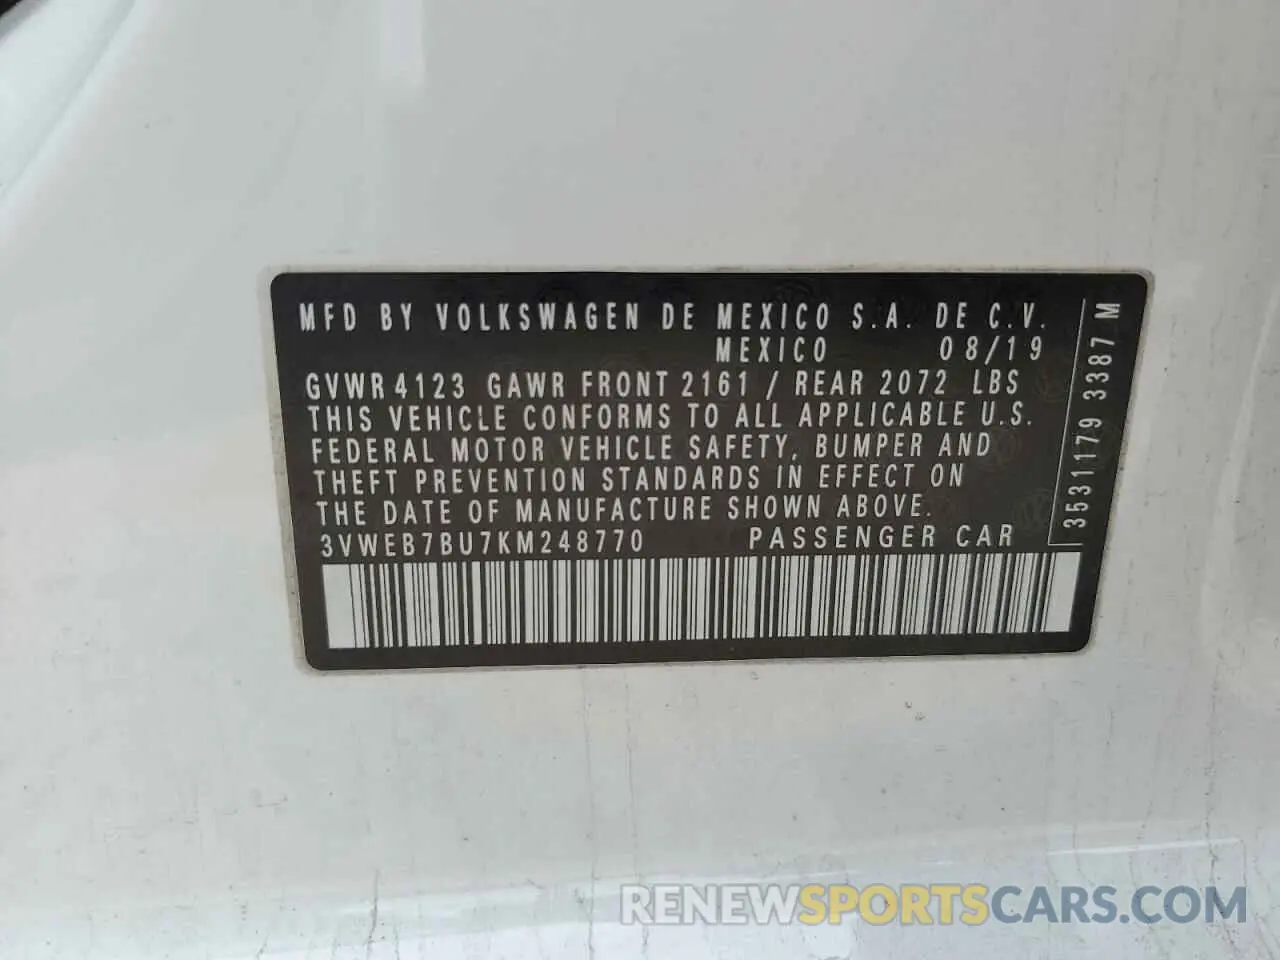 MFD BY VOLKSWAGEN DE MEXICO S.A. DE C.V.
MEXICO 08/19
GVWR 4123 GAWR FRONT 2161 / REAR 2072 LBS
THIS VEHICLE CONFORMS TO ALL APPLICABLE U.S.
FEDERAL MOTOR VEHICLE SAFETY, BUMPER AND
THEFT PREVENTION STANDARDS IN EFFECT ON
THE DATE OF MANUFACTURE SHOWN ABOVE.
3VWEB7BU7KM248770 PASSENGER CAR
3531179 3387 M
RENEWSPORTSCARS.COM